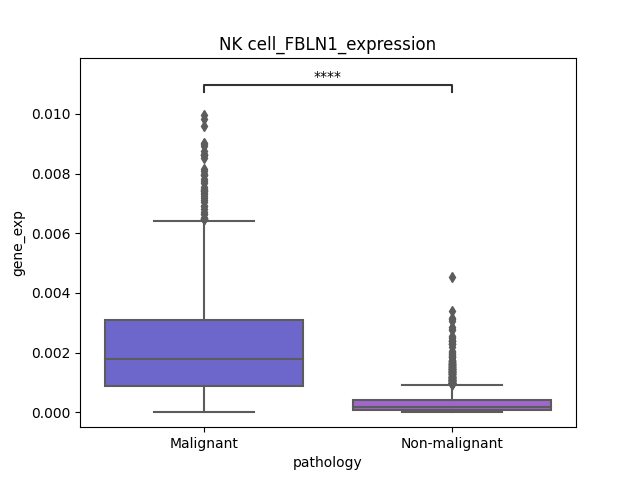 NK cell_FBLN1_expression
****
0.010
0.008
0.006
0.004
0.002
0.000
gene_exp
Malignant Non-malignant
pathology